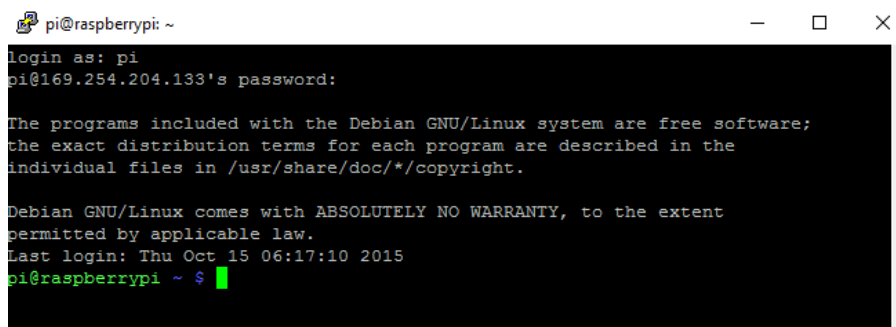 pi@raspberrypi: ~
login as: pi
pi@169.254.204.133's password:
The programs included with the Debian GNU/Linux system are free software;
the exact distribution terms for each program are described in the
individual files in /usr/share/doc/*/copyright.
Debian GNU/Linux comes with ABSOLUTELY NO WARRANTY, to the extent
permitted by applicable law.
Last login: Thu Oct 15 06:17:10 2015
pi@raspberrypi ~ $